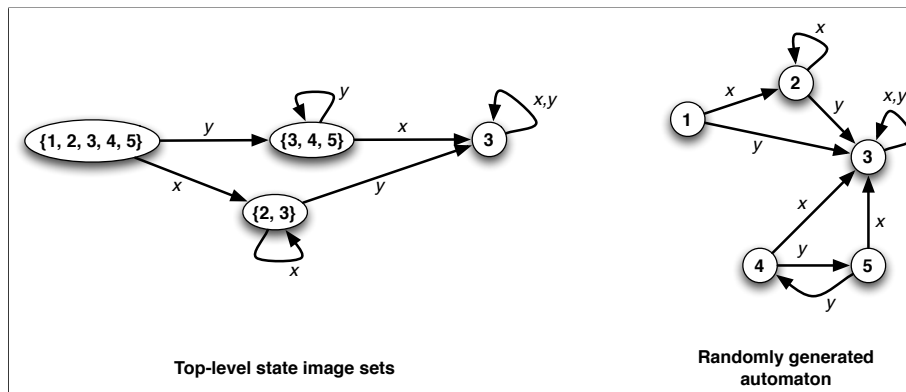 x
y
x,y
x
2
x,y
{1, 2, 3, 4, 5}
y
{3, 4, 5}
x
3
1
x
y
y
3
x
{2, 3}
y
x
x
x
4
y
5
y
Top-level state image sets
Randomly generated
automaton